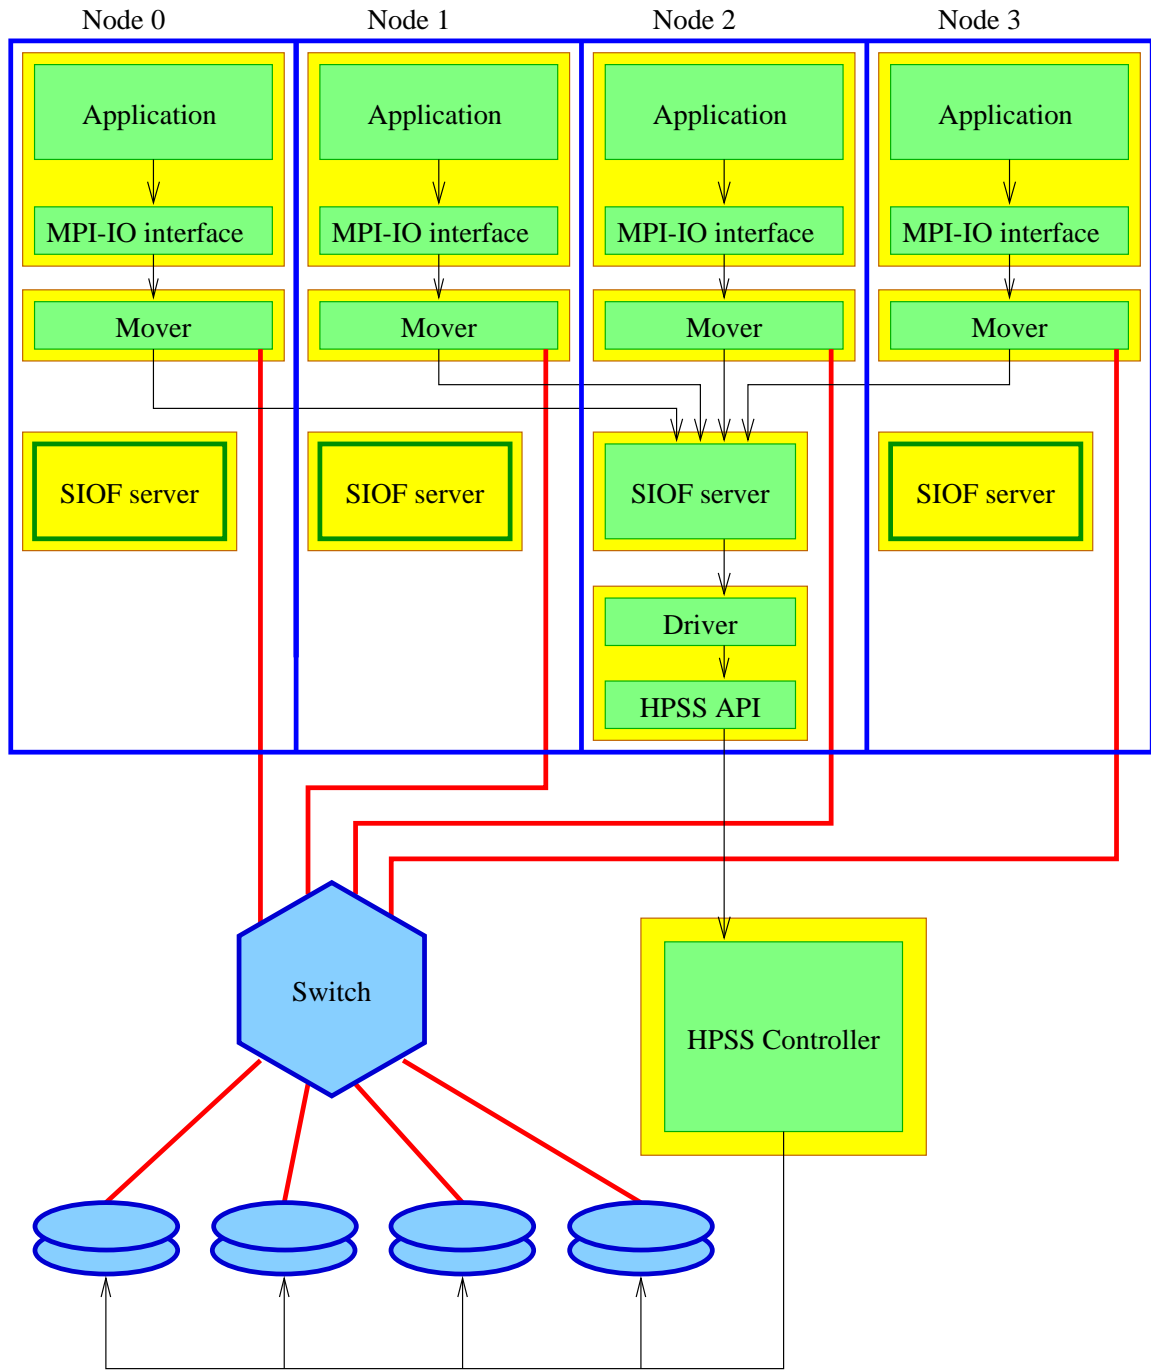 Node 0
Node 1
Node 2
Node 3
Application
Application
Application
Application
MPI-IO interface
MPI-IO interface
MPI-IO interface
MPI-IO interface
Mover
Mover
Mover
Mover
SIOF server
SIOF server
SIOF server
SIOF server
Driver
HPSS API
Switch
HPSS Controller